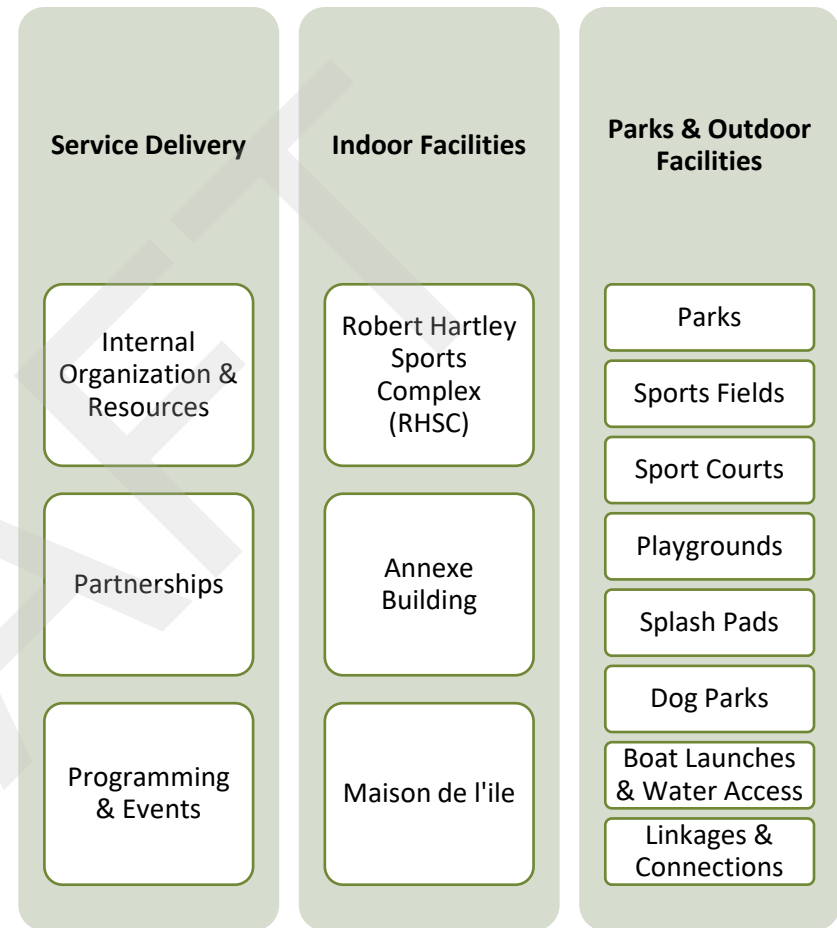 Service Delivery
Internal
Organization &
Resources
Partnerships
Programming
& Events
Indoor Facilities
Robert Hartley
Sports
Complex
(RHSC)
Annexe
Building
Maison de l'ile
Parks & Outdoor
Facilities
Parks
Sports Fields
Sport Courts
Playgrounds
Splash Pads
Dog Parks
Boat Launches
& Water Access
Linkages &
Connections
AFT